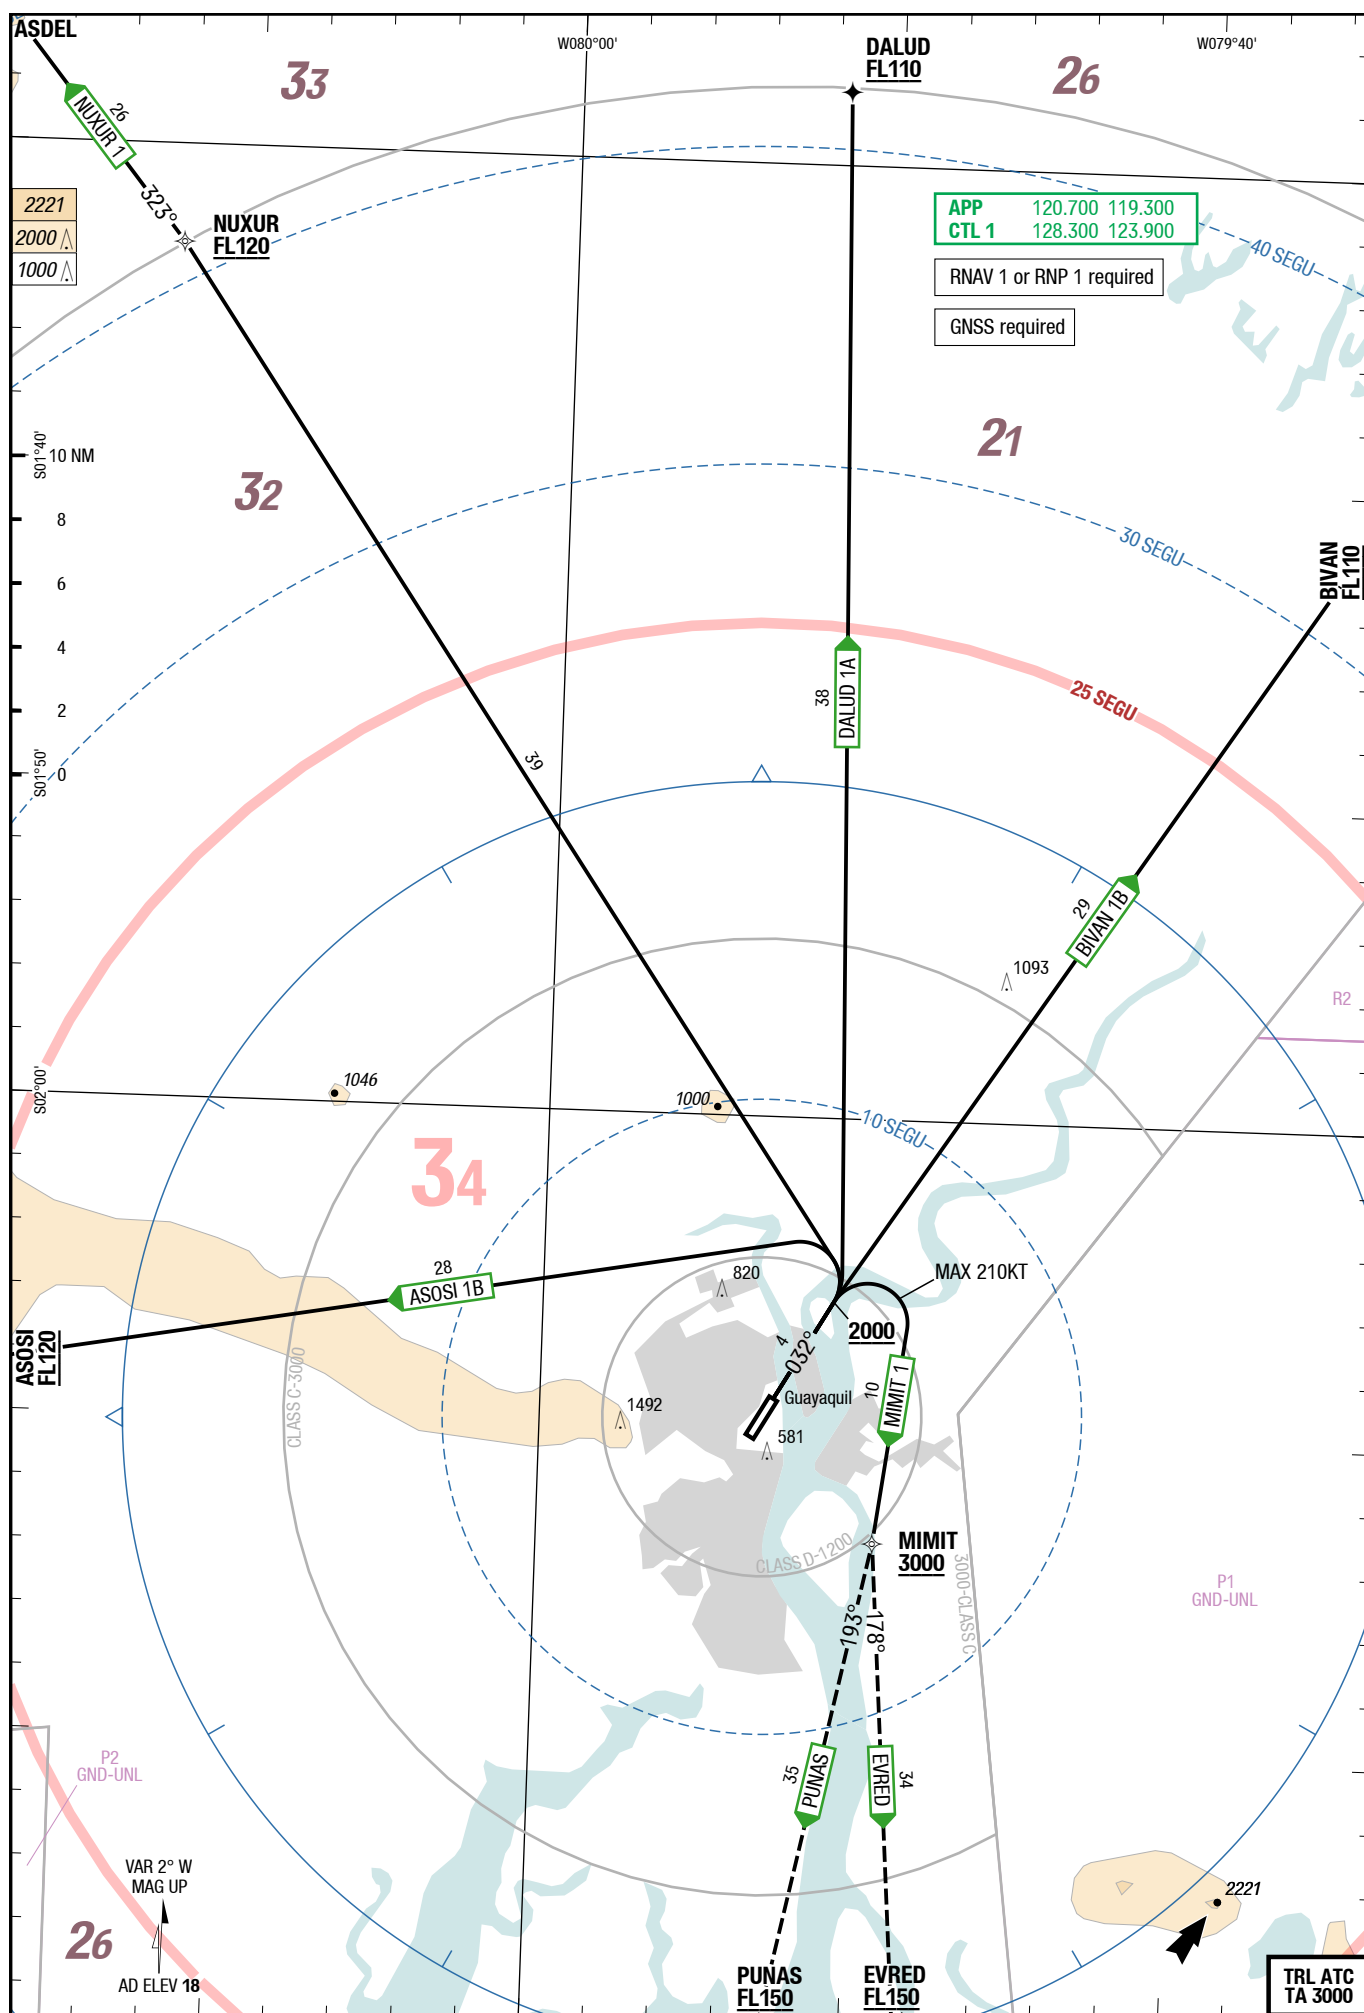 ASDEL
W080°00'
DALUD
FL110
W079°40'
33
26
26
NUXUR 1
323°
NUXUR
FL120
2221
2000
1000
APP 120.700 119.300
CTL 1 128.300 123.900
RNAV 1 or RNP 1 required
GNSS required
40 SEGU
S01°40'
10 NM
8
6
4
2
0
S01°50'
32
21
30 SEGU
BIVAN
FL110
25 SEGU
38
DALUD 1A
39
29
BIVAN 1B
1093
R2
S02°00'
1046
1000
10 SEGU
34
28
ASOSI 1B
820
MAX 210KT
ASOSI
FL120
2000
4
032°
CLASS C-3000
10
MIMIT 1
Guayaquil
1492
581
MIMIT
3000
CLASS D-1200
3000-CLASS C
P1
GND-UNL
193°
178°
P2
GND-UNL
35
PUNAS
EVRED
34
VAR 2° W
MAG UP
26
AD ELEV 18
2221
PUNAS
FL150
EVRED
FL150
TRL ATC
TA 3000